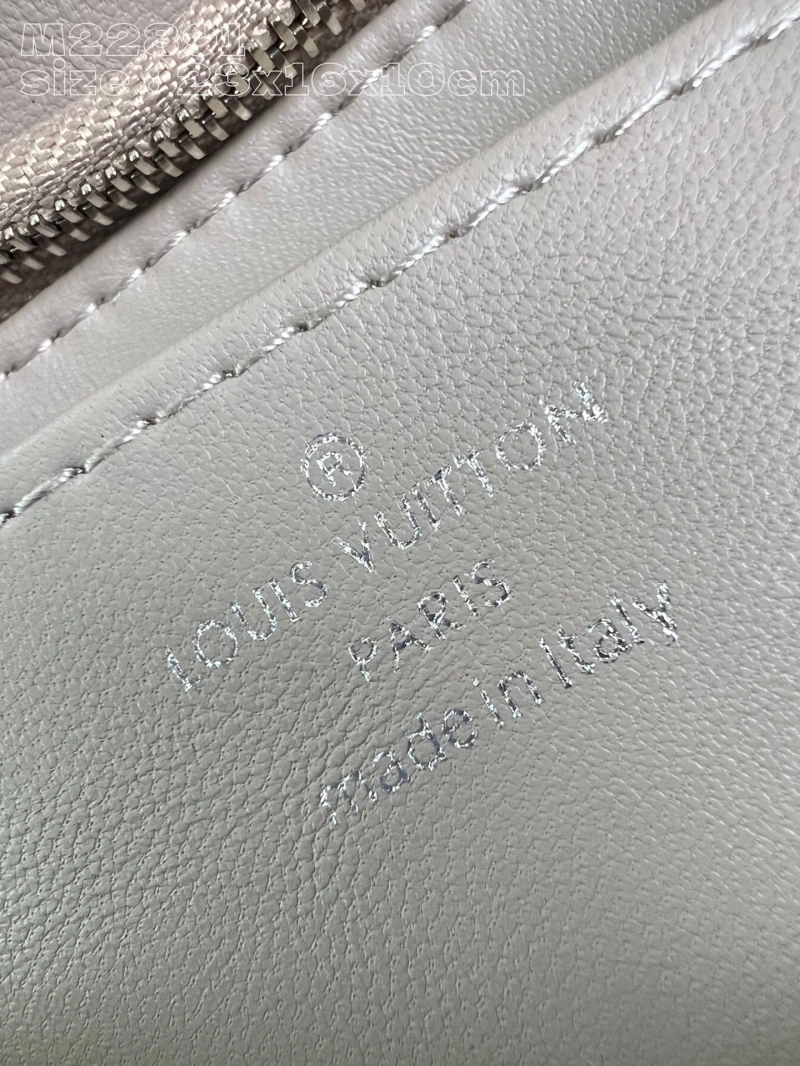 size:23x16x10cm
®
LOUIS VUITTON
PARIS
made in Italy